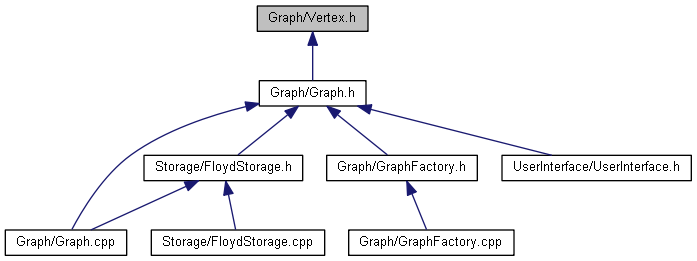 Graph/Vertex.h
Graph/Graph.h
Storage/FloydStorage.h
Graph/GraphFactory.h
UserInterface/UserInterface.h
Graph/Graph.cpp
Storage/FloydStorage.cpp
Graph/GraphFactory.cpp